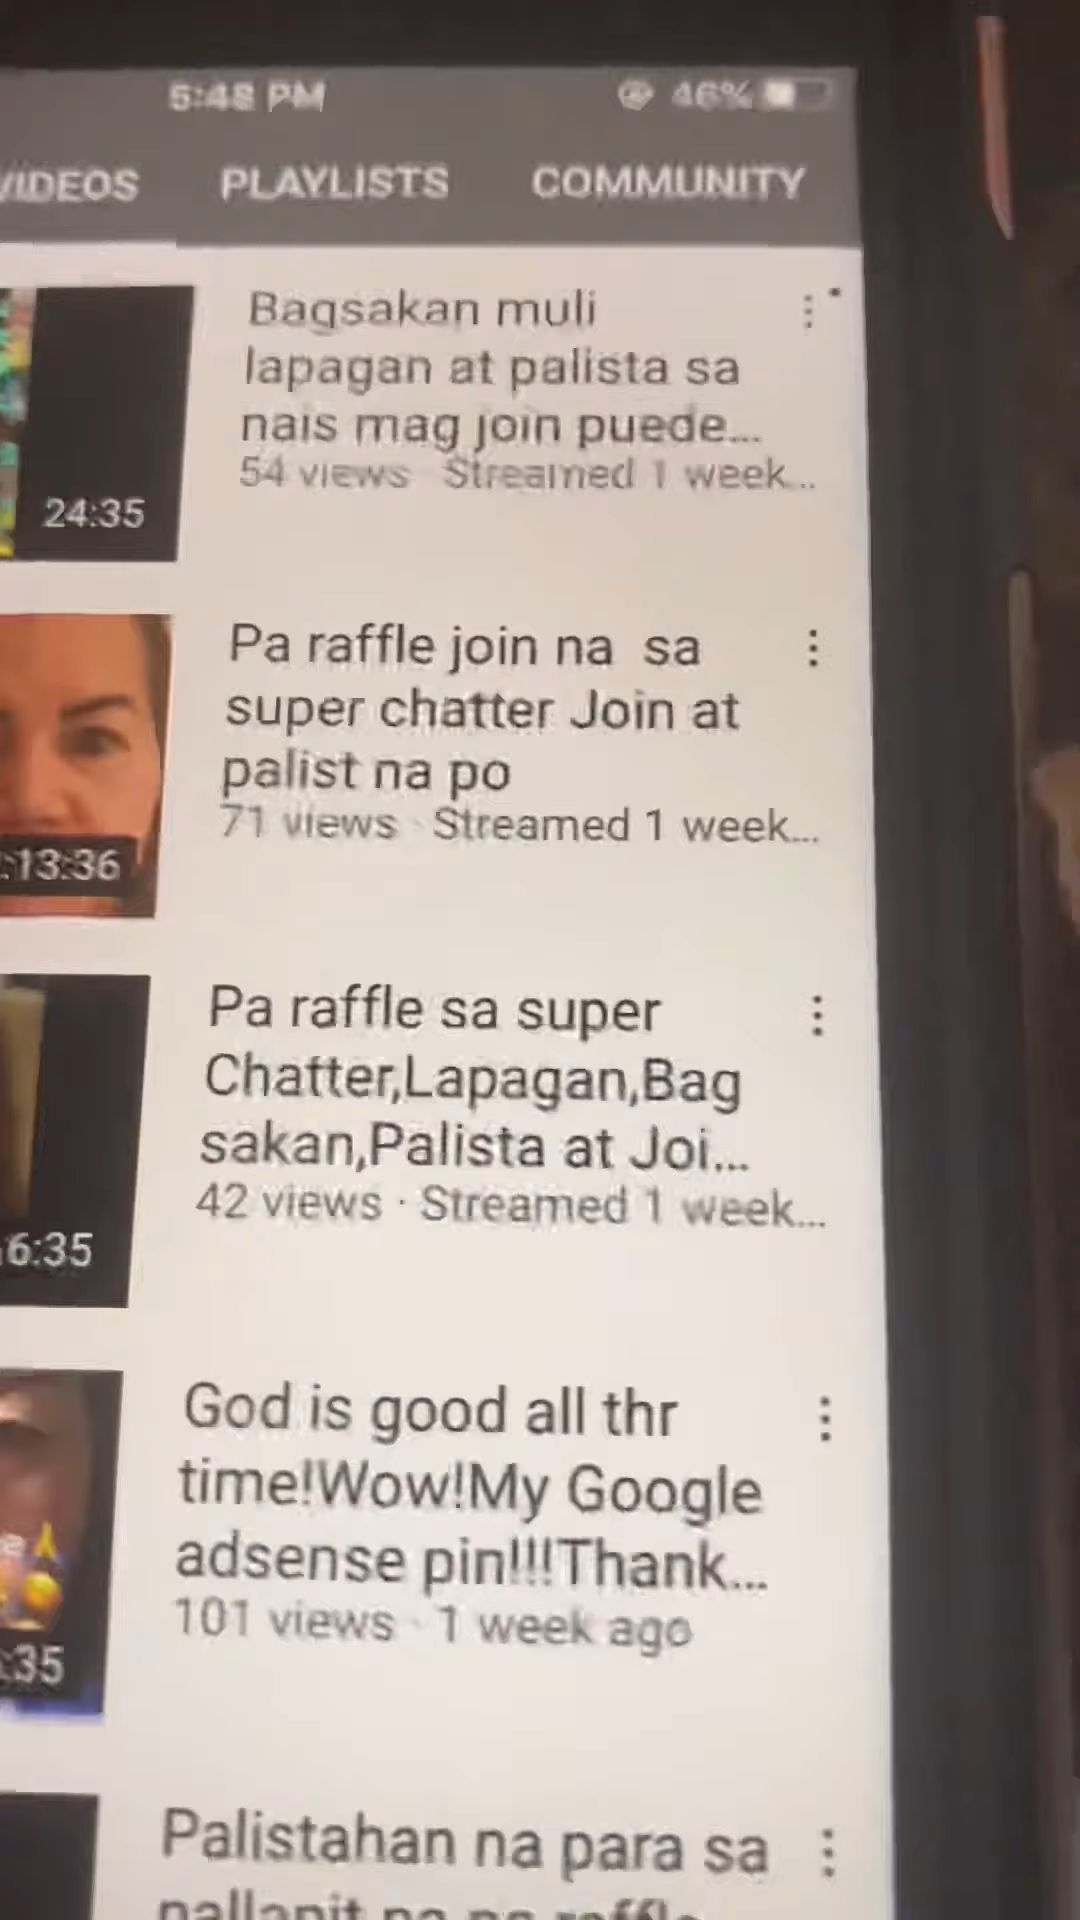 5:48 PM 46%
VIDEOS PLAYLISTS COMMUNITY
Bagsakan muli
lapagan at palista sa
nais mag join puede...
54 views Streamed 1 week...
24:35
Pa raffle join na sa
super chatter Join at
palist na po
71 views · Streamed 1 week...
:13:36
Pa raffle sa super
Chatter,Lapagan,Bag
sakan,Palista at Joi...
42 views · Streamed 1 week...
6:35
God is good all thr
time!Wow!My Google
adsense pin!!!Thank...
101 views · 1 week ago
:35
Palistahan na para sa